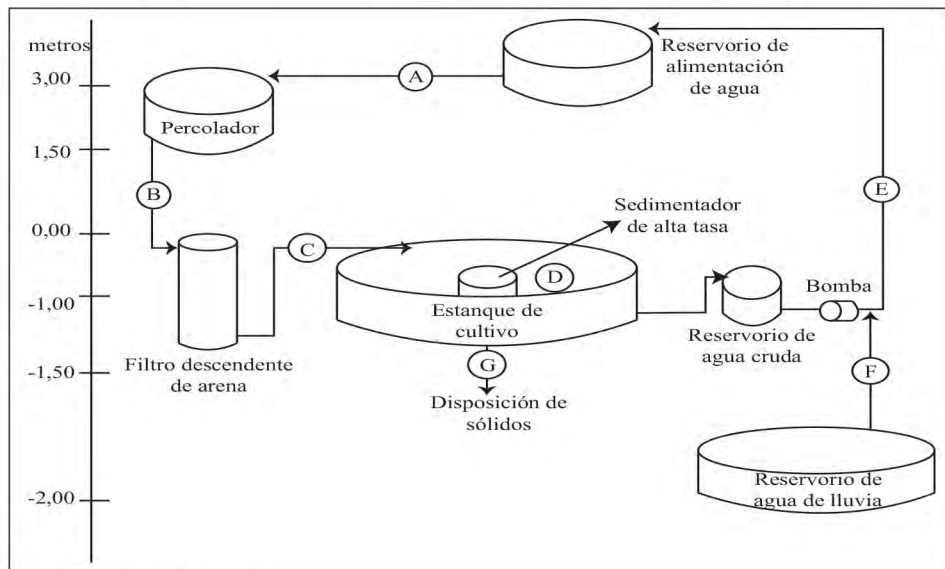 metros
3,00
1,50
0,00
-1,00
-1,50
-2,00
Reservorio de
alimentación
de agua
A
Percolador
B
E
Sedimentador
de alta tasa
C
D
Bomba
Estanque de
cultivo
Reservorio de
agua cruda
Filtro descendente
de arena
G
F
Disposición de
sólidos
Reservorio de
agua de lluvia